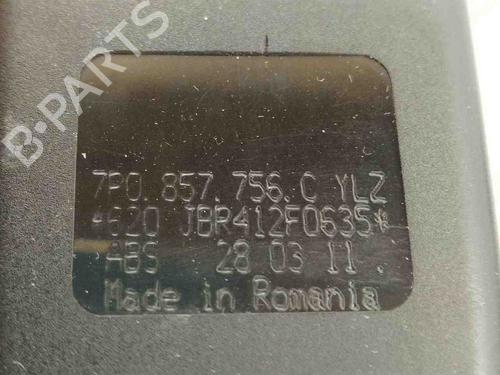 B-PARTS
7P0.857.756.C YLZ
*620 JBR412F0635*
ABS 28 03 11 .
Made in Romania